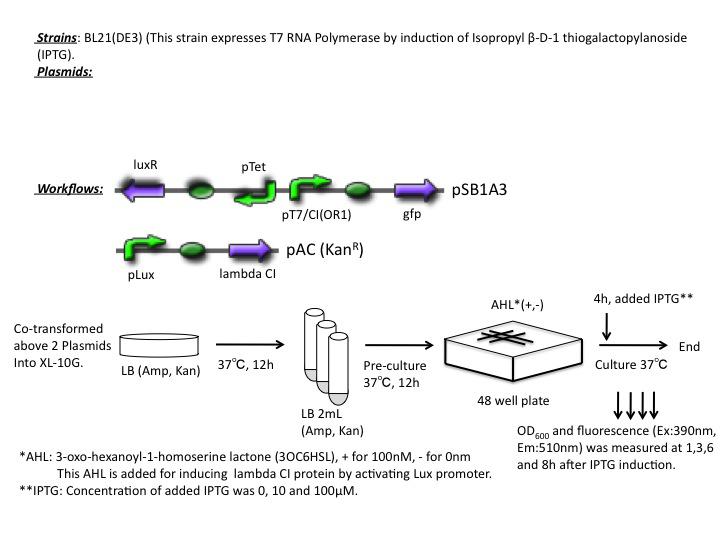 Strains: BL21(DE3) (This strain expresses T7 RNA Polymerase by induction of Isopropyl β-D-1 thiogalactopylanoside
(IPTG).
Plasmids:
luxR
pTet
Workflows:
pSB1A3
pT7/CI(OR1)
gfp
pAC (KanR)
pLux
lambda CI
4h, added IPTG**
AHL*(+,-)
Co-transformed
above 2 Plasmids
Into XL-10G.
LB (Amp, Kan)
37℃, 12h
Pre-culture
37℃, 12h
End
Culture 37℃
48 well plate
LB 2mL
(Amp, Kan)
OD600 and fluorescence (Ex:390nm,
Em:510nm) was measured at 1,3,6
and 8h after IPTG induction.
*AHL: 3-oxo-hexanoyl-1-homoserine lactone (3OC6HSL), + for 100nM, - for 0nm
This AHL is added for inducing lambda CI protein by activating Lux promoter.
**IPTG: Concentration of added IPTG was 0, 10 and 100μM.